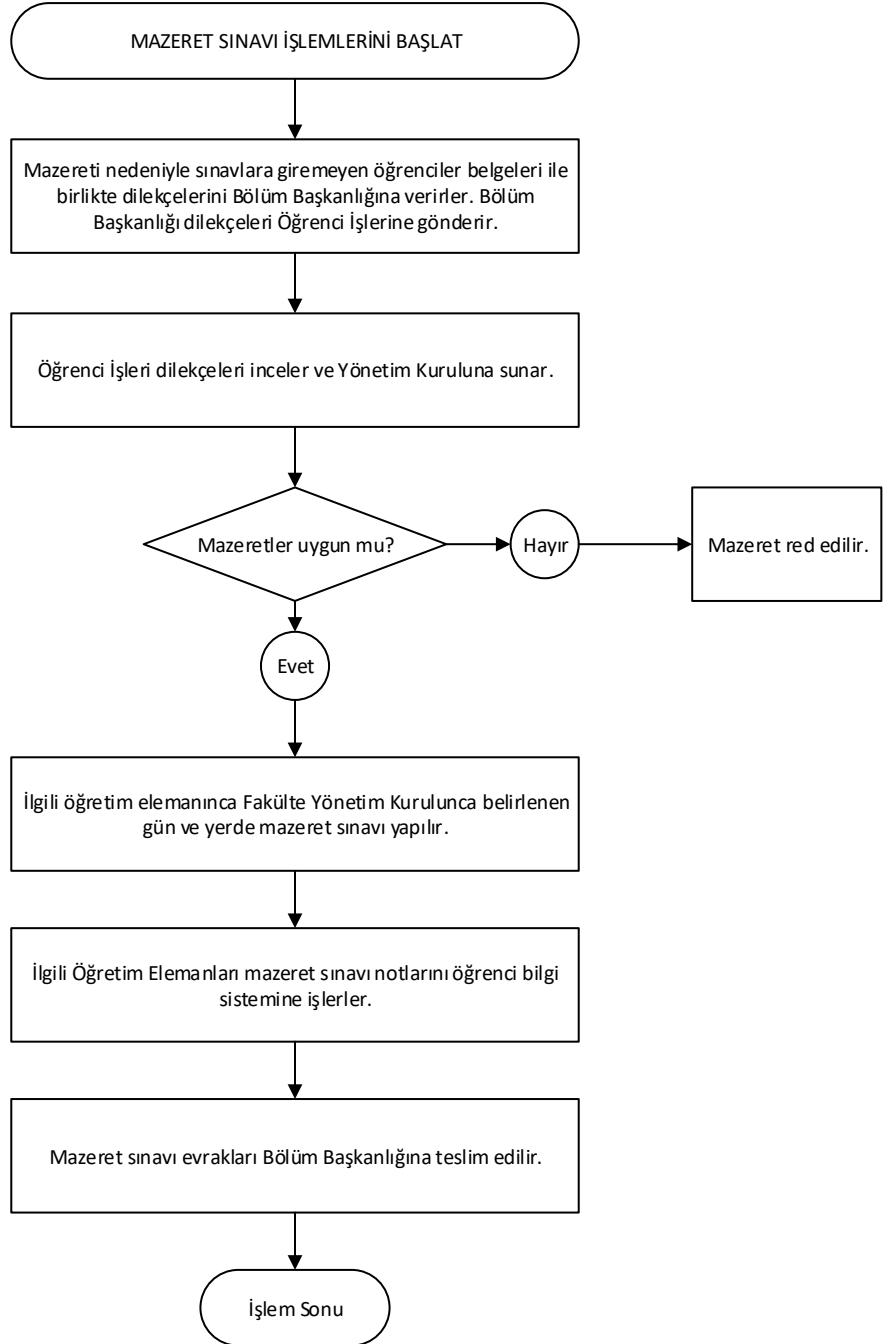 MAZERET SINAVI İŞLEMLERİNİ BAŞLAT
Mazereti nedeniyle sınavlara giremeyen öğrenciler belgeleri ile
birlikte dilekçelerini Bölüm Başkanlığına verirler. Bölüm
Başkanlığı dilekçeleri Öğrenci İşlerine gönderir.
Öğrenci İşleri dilekçeleri inceler ve Yönetim Kuruluna sunar.
Mazeretler uygun mu?
Hayır
Mazeret red edilir.
Evet
İlgili öğretim elemanınca Fakülte Yönetim Kurulunca belirlenen
gün ve yerde mazeret sınavı yapılır.
İlgili Öğretim Elemanları mazeret sınavı notlarını öğrenci bilgi
sistemine işlerler.
Mazeret sınavı evrakları Bölüm Başkanlığına teslim edilir.
İşlem Sonu